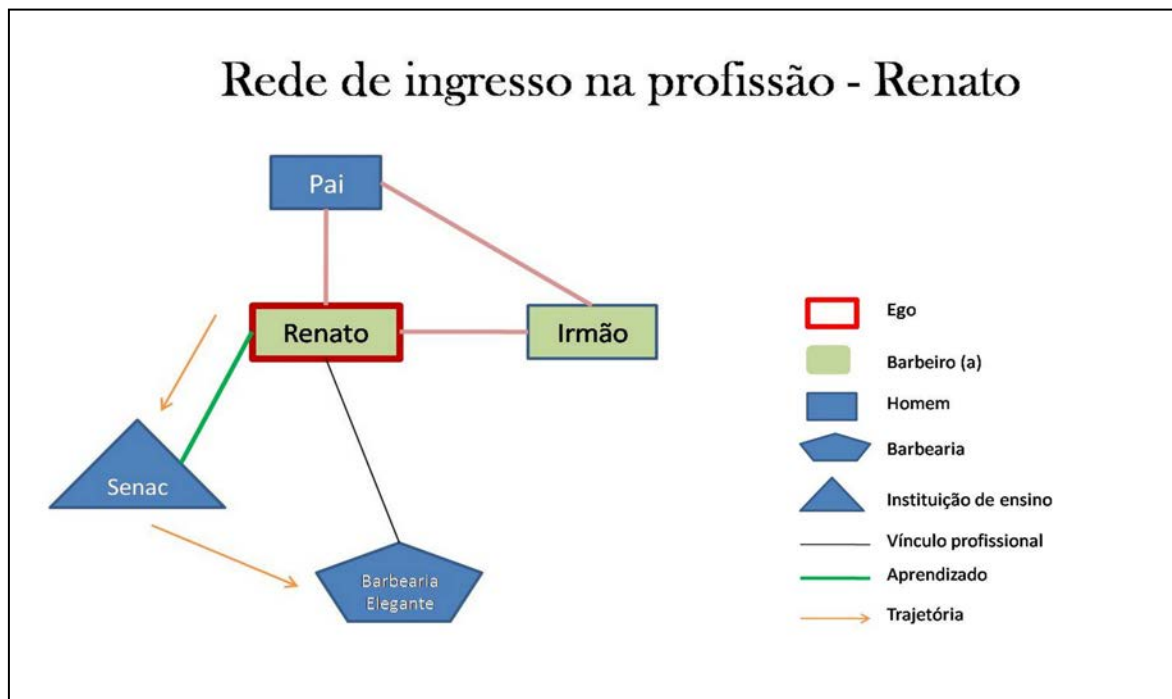 Rede de ingresso na profissão - Renato
Pai
Renato
Irmão
Senac
Barbearia
Elegante
Ego
Barbeiro (a)
Homem
Barbearia
Instituição de ensino
Vínculo profissional
Aprendizado
Trajetória